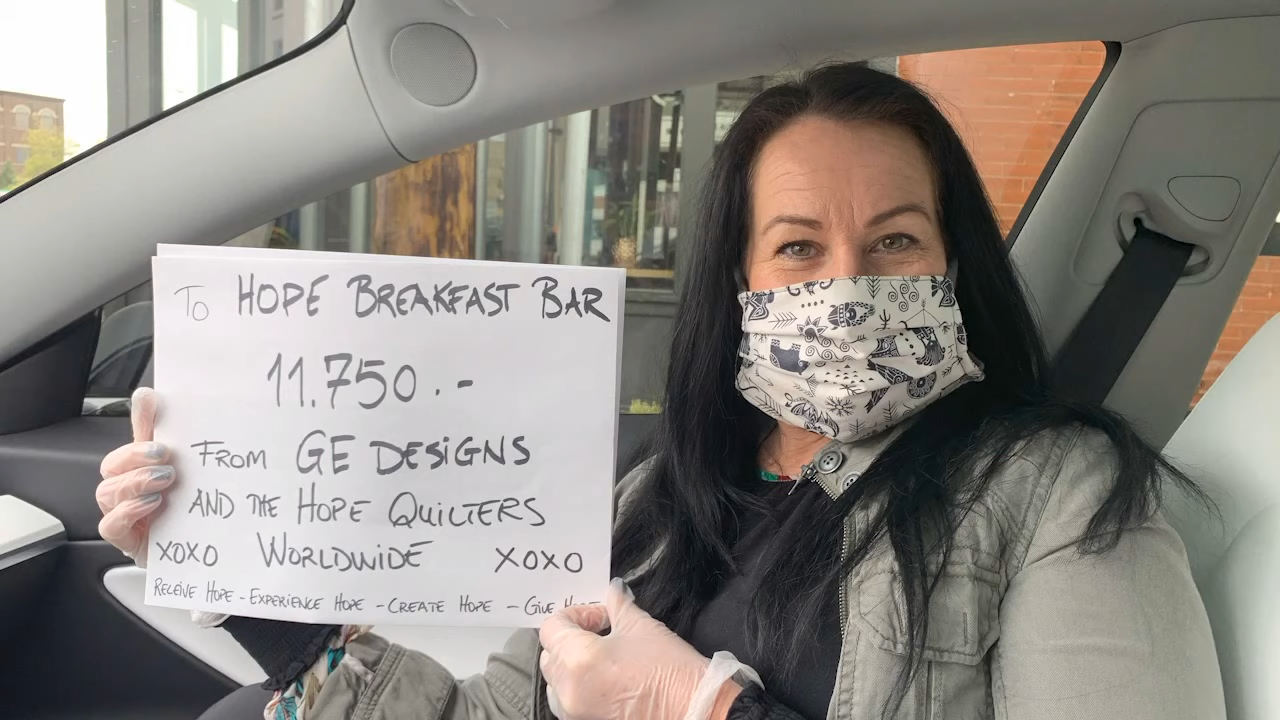 To HOPE BREAKFAST BAR
11.750.-
FROM GE DESIGNS
AND THE HOPE QUILTERS
XOXO WORLDWIDE XOXO
RECEIVE HOPE - EXPERIENCE HOPE - CREATE HOPE - GIVE HOPE